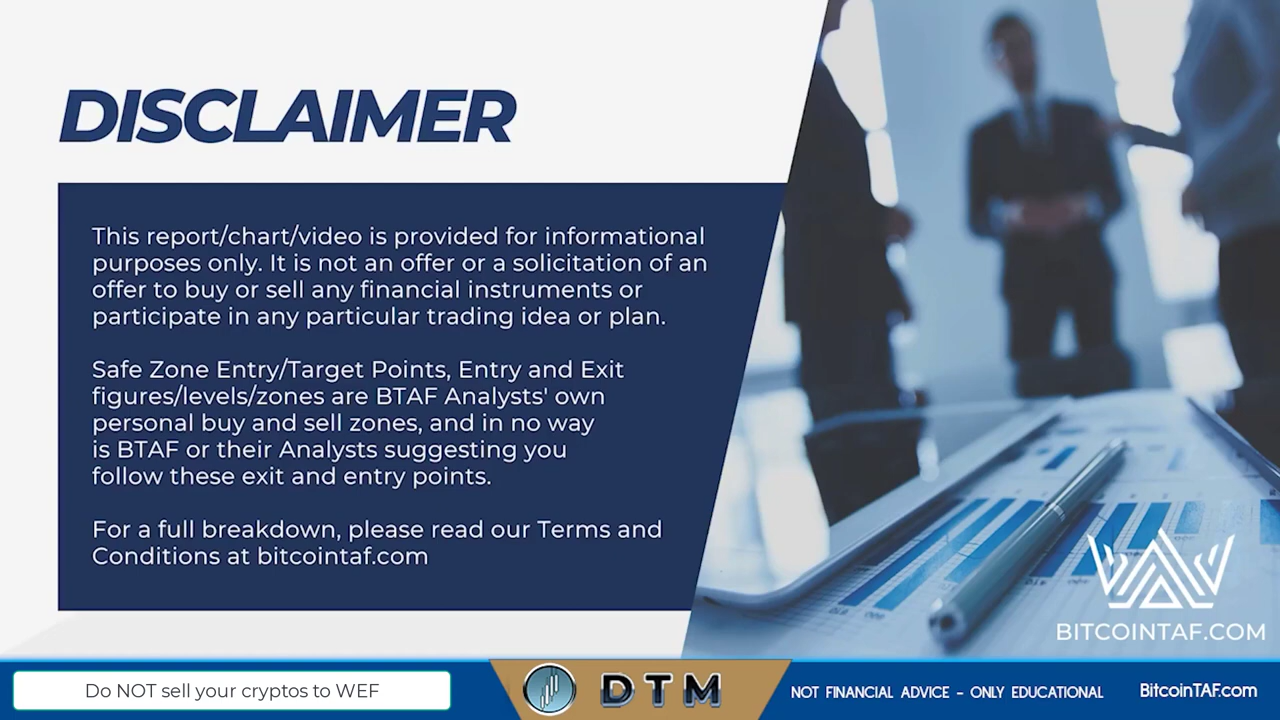 DISCLAIMER
This report/chart/video is provided for informational
purposes only. It is not an offer or a solicitation of an
offer to buy or sell any financial instruments or
participate in any particular trading idea or plan.
Safe Zone Entry/Target Points, Entry and Exit
figures/levels/zones are BTAF Analysts' own
personal buy and sell zones, and in no way
is BTAF or their Analysts suggesting you
follow these exit and entry points.
For a full breakdown, please read our Terms and
Conditions at bitcointaf.com
BITCOINTAF.COM
Do NOT sell your cryptos to WEF
DTM
NOT FINANCIAL ADVICE - ONLY EDUCATIONAL
BitcoinTAF.com